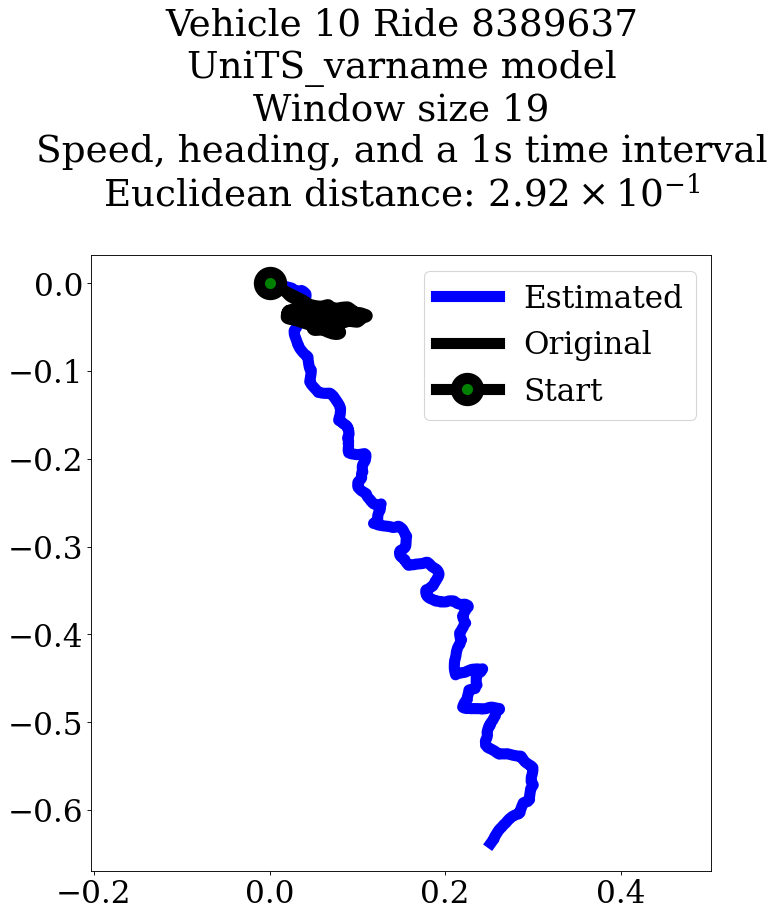 Vehicle 10 Ride 8389637
UniTS_varname model
Window size 19
Speed, heading, and a 1s time interval
Euclidean distance: 2.92 × 10⁻¹
Estimated
Original
Start
0.0
−0.1
−0.2
−0.3
−0.4
−0.5
−0.6
−0.2 0.0 0.2 0.4